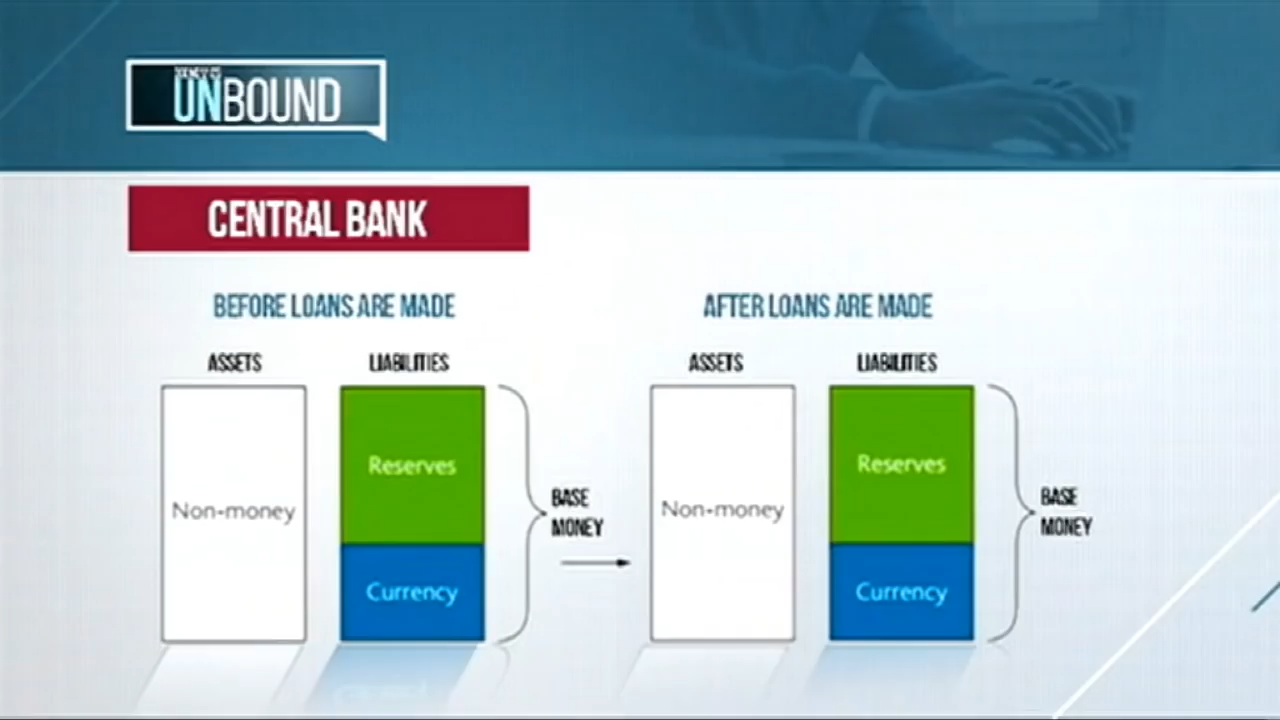 UNBOUND
CENTRAL BANK
BEFORE LOANS ARE MADE
AFTER LOANS ARE MADE
ASSETS
LIABILITIES
ASSETS
LIABILITIES
Reserves
Reserves
Non-money
BASE
MONEY
Non-money
BASE
MONEY
Currency
Currency